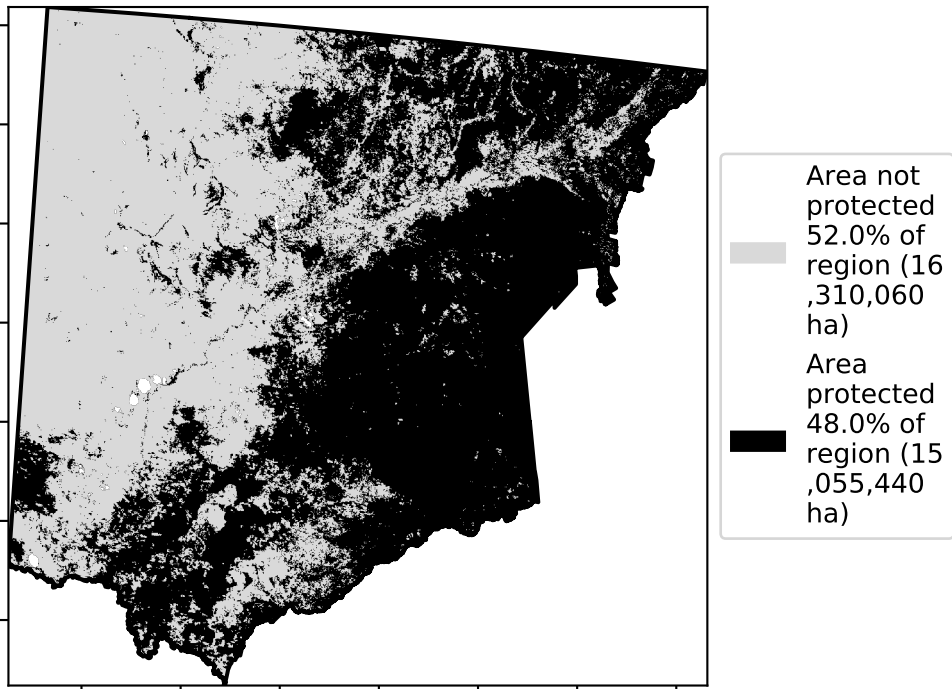 Area not
protected
52.0% of
region (16
,310,060
ha)
Area
protected
48.0% of
region (15
,055,440
ha)